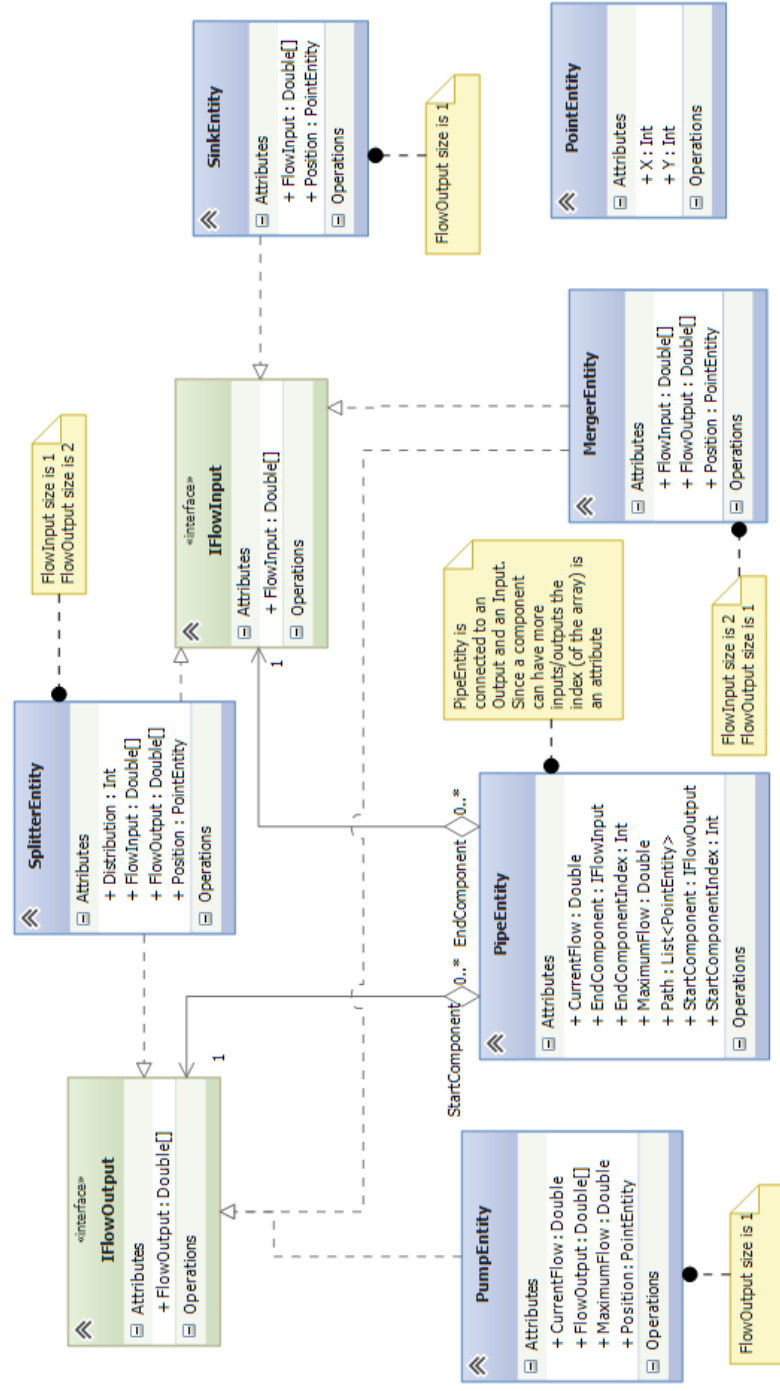 «interface»
IFlowOutput
Attributes
+ FlowOutput : Double[]
Operations
SplitterEntity
Attributes
+ Distribution : Int
+ FlowInput : Double[]
+ FlowOutput : Double[]
+ Position : PointEntity
Operations
FlowInput size is 1
FlowOutput size is 2
«interface»
IFlowInput
Attributes
+ FlowInput : Double[]
Operations
SinkEntity
Attributes
+ FlowInput : Double[]
+ Position : PointEntity
Operations
FlowOutput size is 1
1
1
StartComponent
0..*
EndComponent
0..*
PumpEntity
Attributes
+ CurrentFlow : Double
+ FlowOutput : Double[]
+ MaximumFlow : Double
+ Position : PointEntity
Operations
FlowOutput size is 1
PipeEntity
Attributes
+ CurrentFlow : Double
+ EndComponent : IFlowInput
+ EndComponentIndex : Int
+ MaximumFlow : Double
+ Path : List<PointEntity>
+ StartComponent : IFlowOutput
+ StartComponentIndex : Int
Operations
PipeEntity is
connected to an
Output and an Input.
Since a component
can have more
inputs/outputs the
index (of the array) is
an attribute
MergerEntity
Attributes
+ FlowInput : Double[]
+ FlowOutput : Double[]
+ Position : PointEntity
Operations
FlowInput size is 2
FlowOutput size is 1
PointEntity
Attributes
+ X : Int
+ Y : Int
Operations